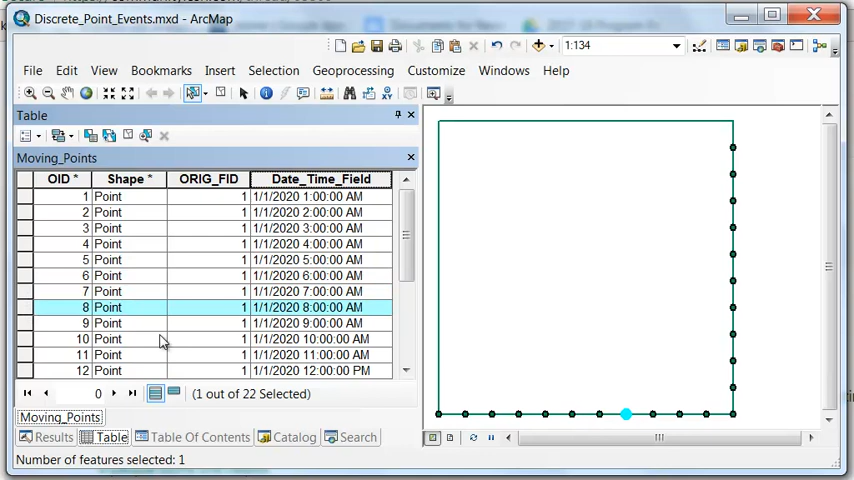 Discrete_Point_Events.mxd - ArcMap
1:134
File Edit View Bookmarks Insert Selection Geoprocessing Customize Windows Help
Table
Moving_Points
OID * Shape * ORIG_FID Date_Time_Field
1 Point 1 1/1/2020 1:00:00 AM
2 Point 1 1/1/2020 2:00:00 AM
3 Point 1 1/1/2020 3:00:00 AM
4 Point 1 1/1/2020 4:00:00 AM
5 Point 1 1/1/2020 5:00:00 AM
6 Point 1 1/1/2020 6:00:00 AM
7 Point 1 1/1/2020 7:00:00 AM
8 Point 1 1/1/2020 8:00:00 AM
9 Point 1 1/1/2020 9:00:00 AM
10 Point 1 1/1/2020 10:00:00 AM
11 Point 1 1/1/2020 11:00:00 AM
12 Point 1 1/1/2020 12:00:00 PM
0 (1 out of 22 Selected)
Moving_Points
Results Table Table Of Contents Catalog Search
Number of features selected: 1